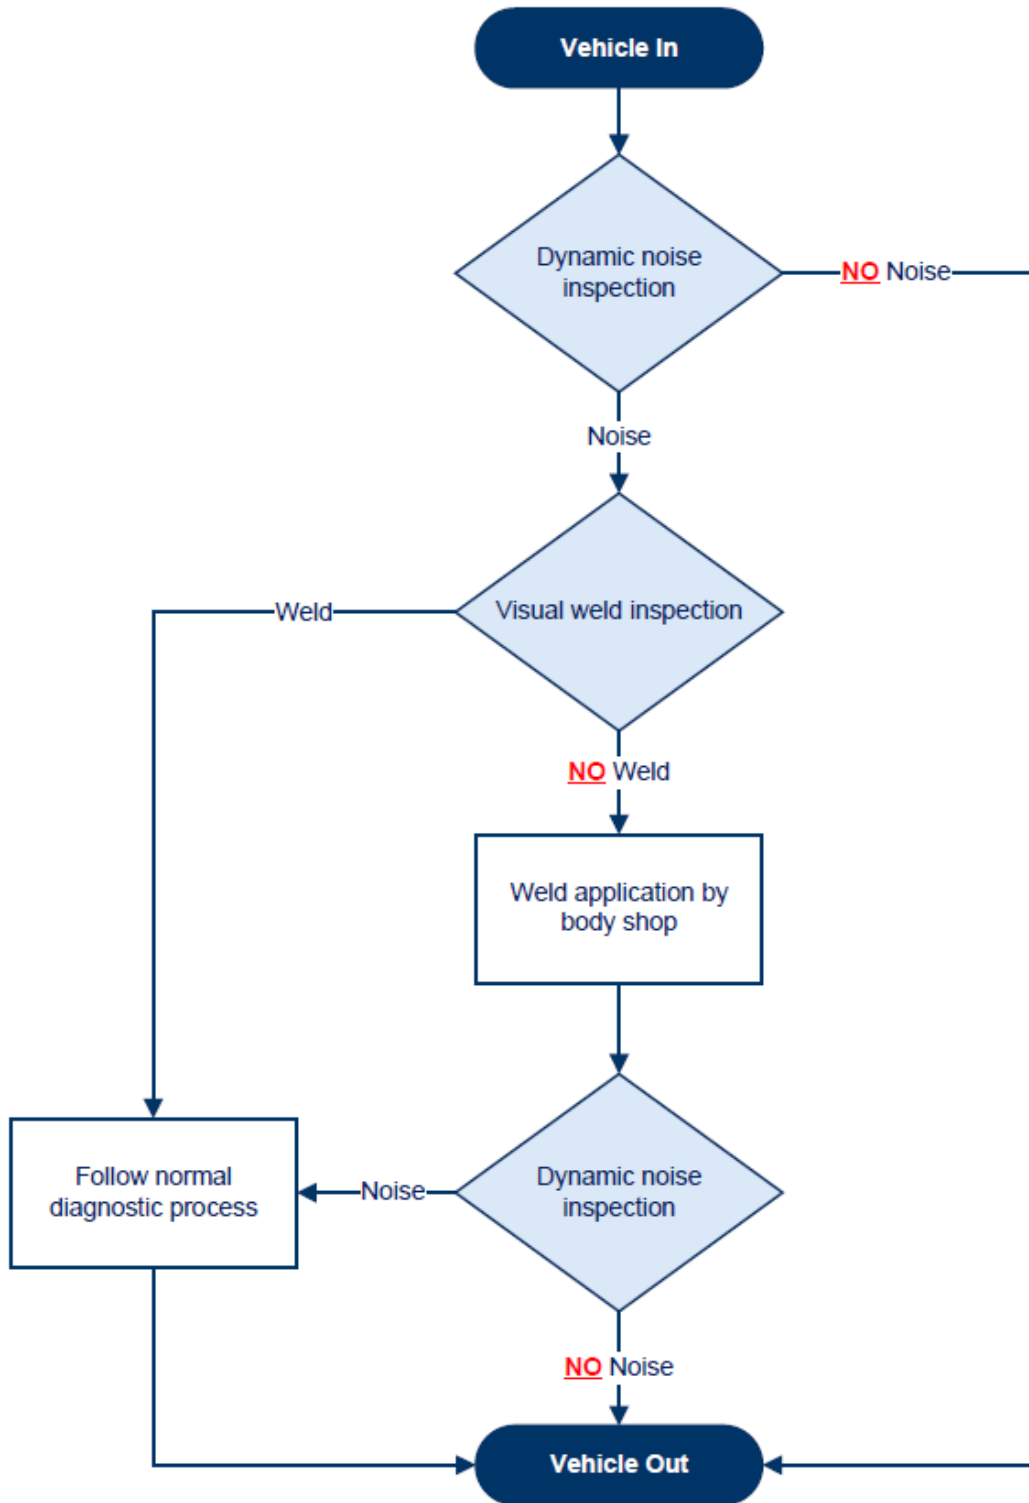 Vehicle In
Dynamic noise
inspection
NO Noise
Noise
Visual weld inspection
Weld
NO Weld
Weld application by
body shop
Dynamic noise
inspection
Noise
Follow normal
diagnostic process
NO Noise
Vehicle Out